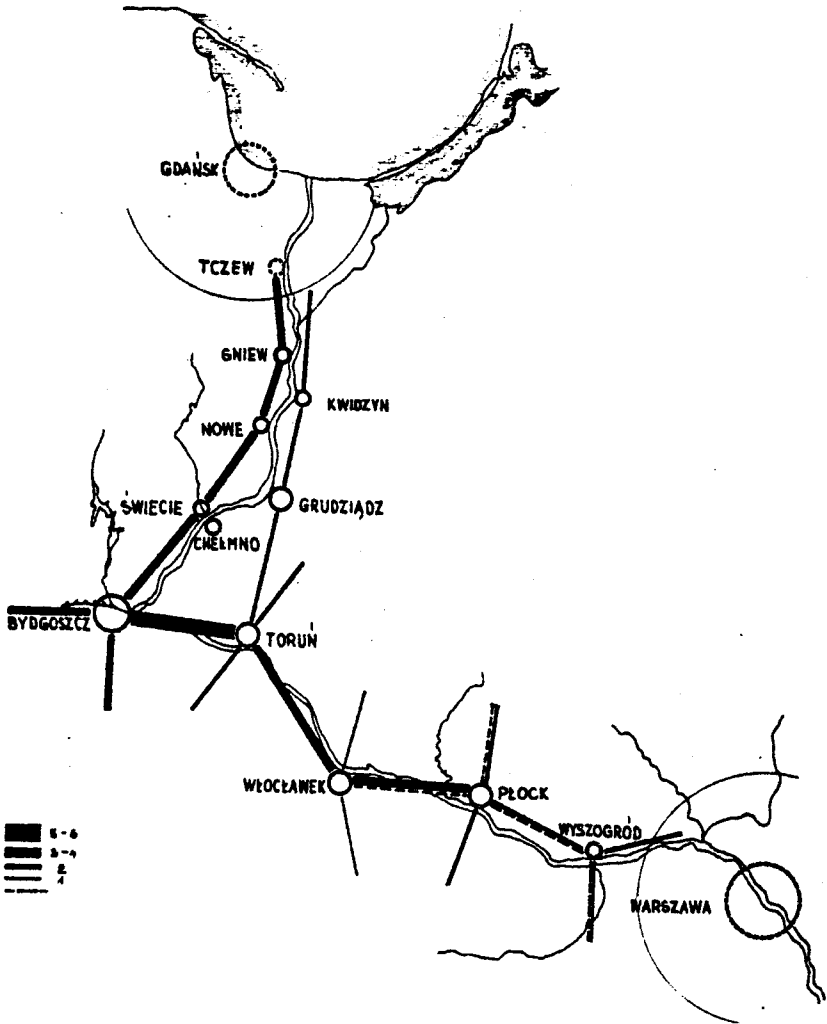 GDAŃSK
TCZEW
GNIEW
KWIDZYN
NOWE
ŚWIECIE
GRUDZIĄDZ
CHEŁMNO
BYDGOSZCZ
TORUŃ
WŁOCŁAWEK
PŁOCK
WYSZOGRÓD
WARSZAWA
5-6
3-4
2
1